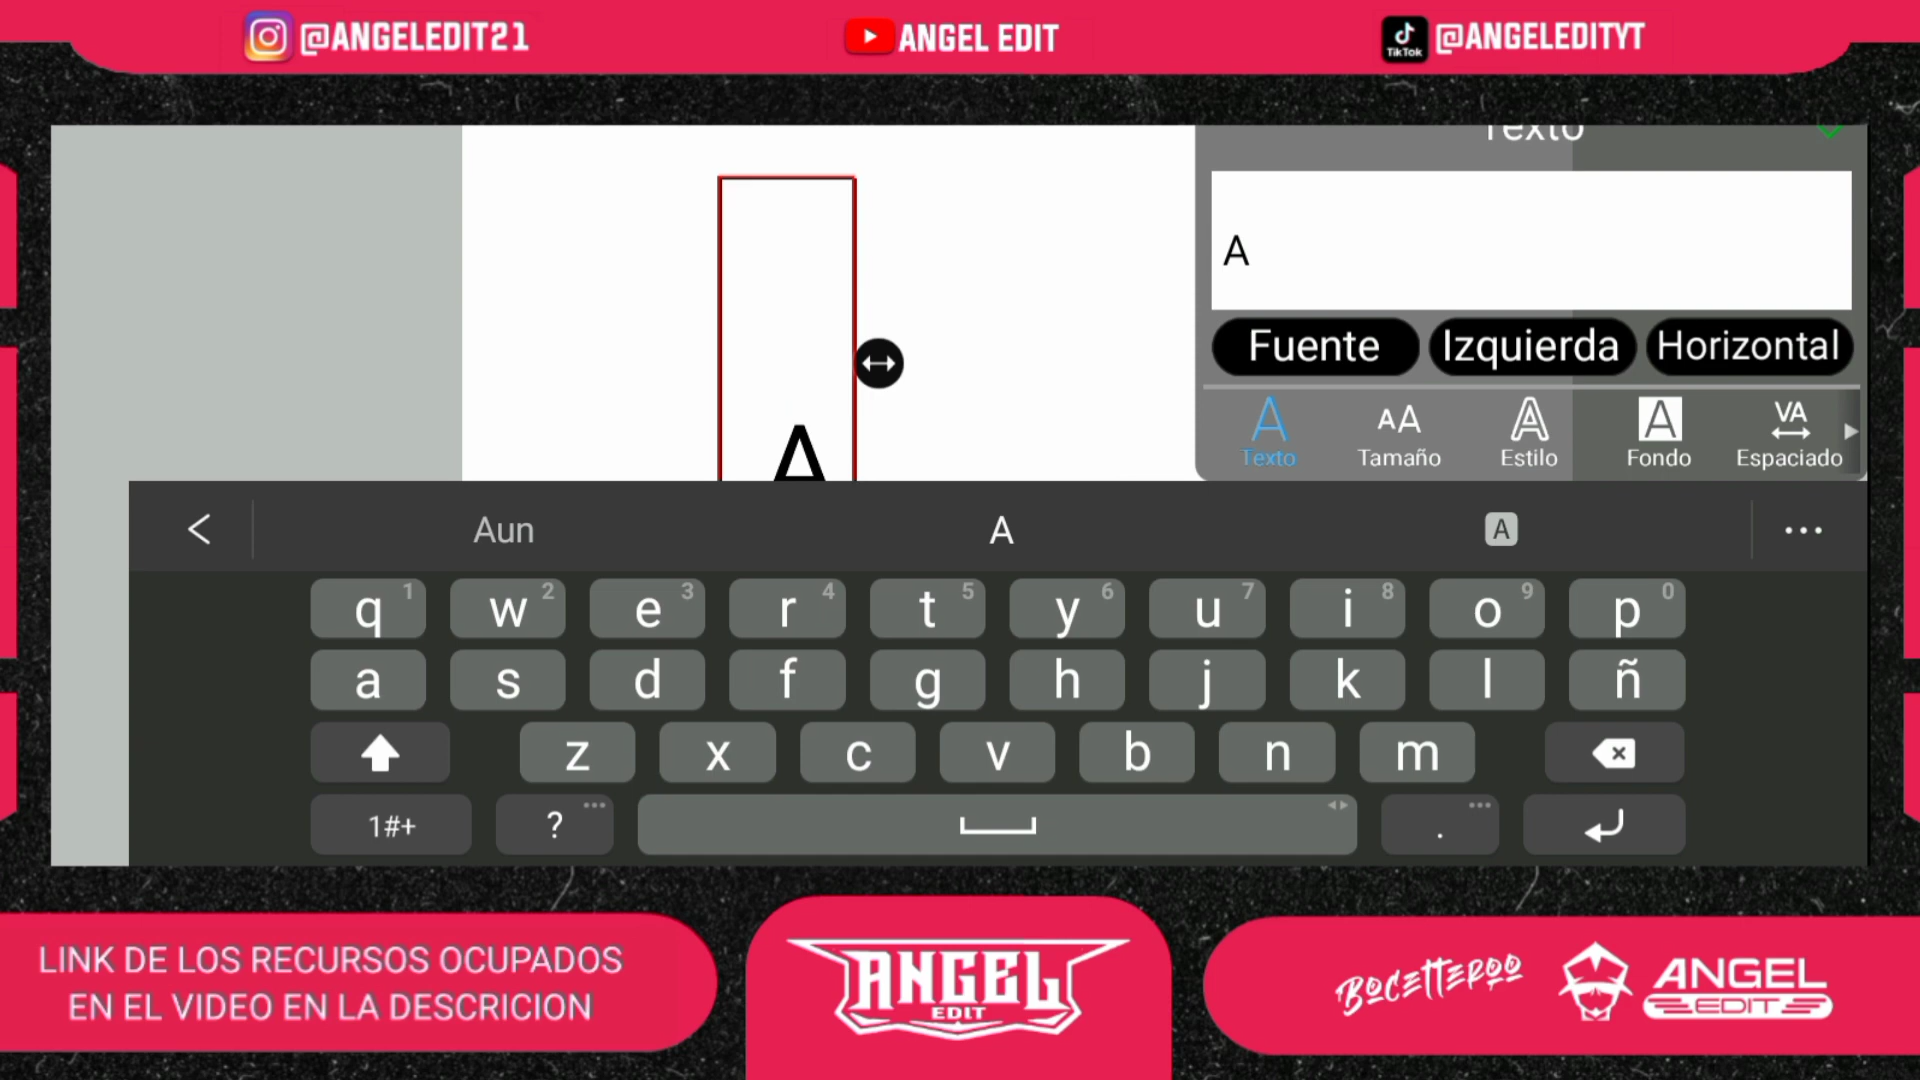 @ANGELEDIT21
ANGEL EDIT
TikTok
@ANGELEDITYT
Texto
A
Fuente Izquierda Horizontal
A
A AA A A VA
Texto Tamaño Estilo Fondo Espaciado
Aun A A
q 1 w 2 e 3 r 4 t 5 y 6 u 7 i 8 o 9 p 0
a s d f g h j k l ñ
z x c v b n m
1#+ ? .
LINK DE LOS RECURSOS OCUPADOS
EN EL VIDEO EN LA DESCRICION
ANGEL
EDIT
BOCETTEROO
ANGEL
EDIT